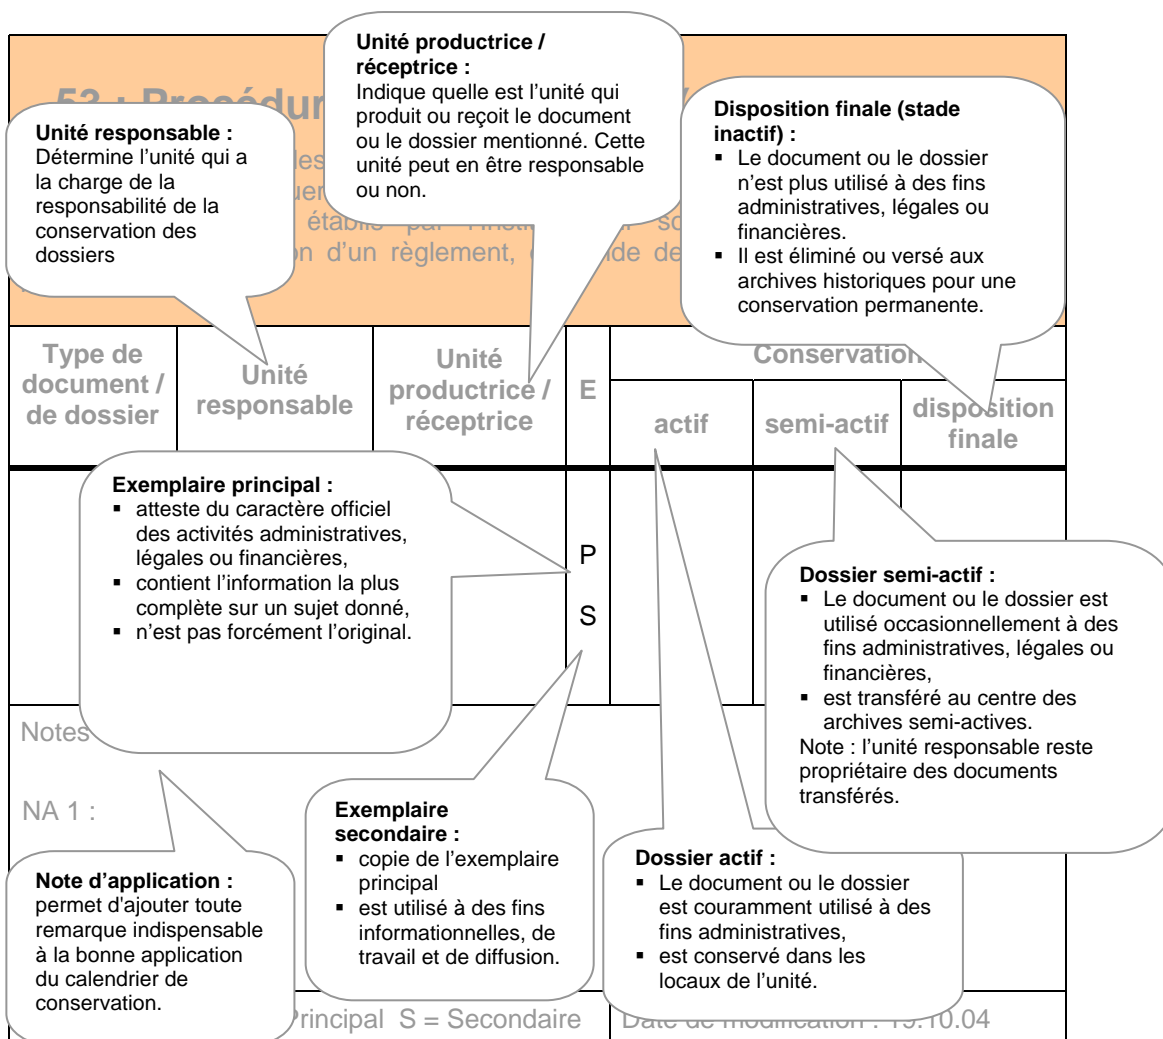 Unité productrice /
réceptrice :
Indique quelle est l'unité qui
produit ou reçoit le document
ou le dossier mentionné. Cette
unité peut en être responsable
ou non.
Disposition finale (stade
inactif) :
▪ Le document ou le dossier
n'est plus utilisé à des fins
administratives, légales ou
financières.
▪ Il est éliminé ou versé aux
archives historiques pour une
conservation permanente.
Unité responsable :
Détermine l'unité qui a
la charge de la
responsabilité de la
conservation des
dossiers
établis par
d'un règlement,
Type de
document /
de dossier
Unité
responsable
Unité
productrice /
réceptrice
E
Conservation
actif
semi-actif
disposition
finale
Exemplaire principal :
▪ atteste du caractère officiel
des activités administratives,
légales ou financières,
▪ contient l'information la plus
complète sur un sujet donné,
▪ n'est pas forcément l'original.
P
S
Dossier semi-actif :
▪ Le document ou le dossier est
utilisé occasionnellement à des
fins administratives, légales ou
financières,
▪ est transféré au centre des
archives semi-actives.
Note : l'unité responsable reste
propriétaire des documents
transférés.
Notes
NA 1 :
Note d'application :
permet d'ajouter toute
remarque indispensable
à la bonne application
du calendrier de
conservation.
Exemplaire
secondaire :
▪ copie de l'exemplaire
principal
▪ est utilisé à des fins
informationnelles, de
travail et de diffusion.
Dossier actif :
▪ Le document ou le dossier
est couramment utilisé à des
fins administratives,
▪ est conservé dans les
locaux de l'unité.
Principal S = Secondaire
Date de modification : 19.10.04